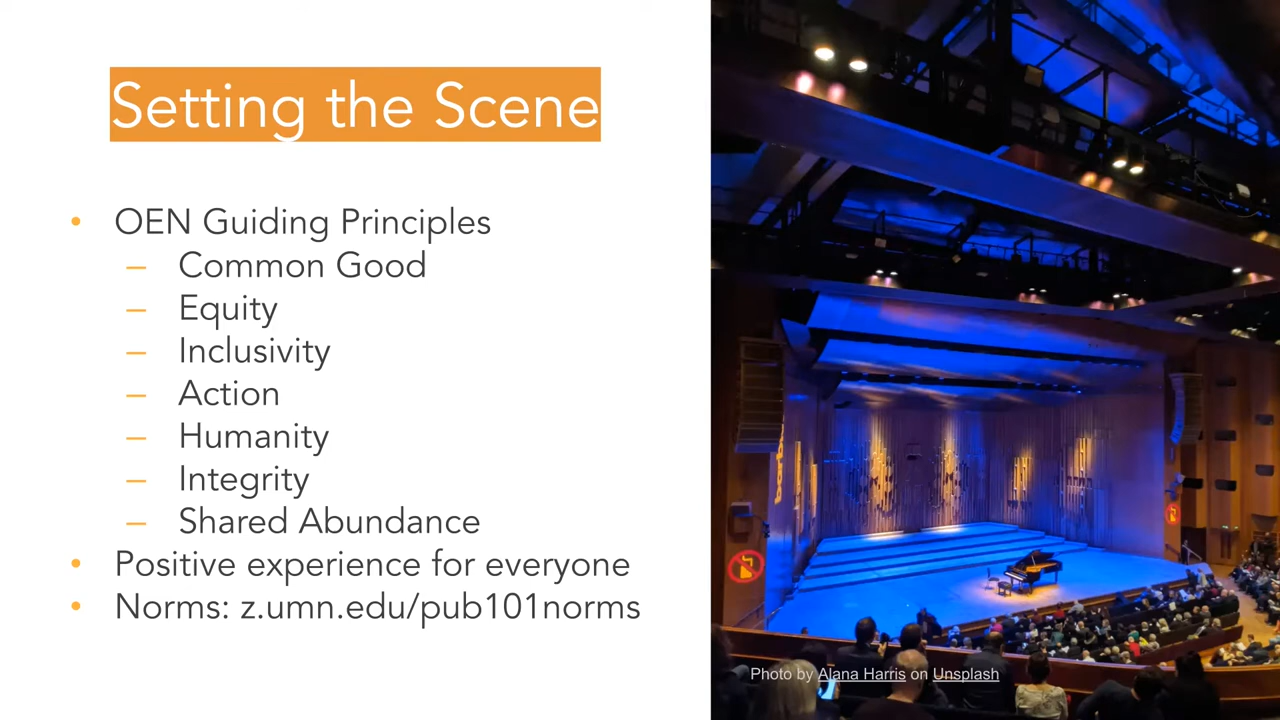 Setting the Scene
• OEN Guiding Principles
– Common Good
– Equity
– Inclusivity
– Action
– Humanity
– Integrity
– Shared Abundance
• Positive experience for everyone
• Norms: z.umn.edu/pub101norms
Photo by Alana Harris on Unsplash